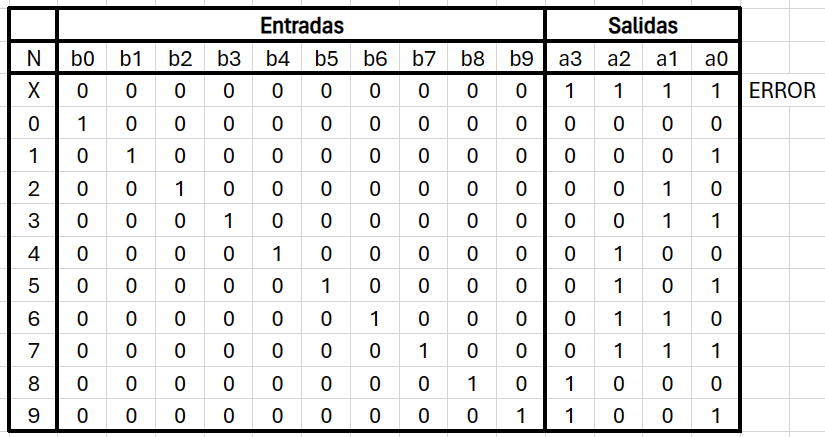 Entradas Salidas
N b0 b1 b2 b3 b4 b5 b6 b7 b8 b9 a3 a2 a1 a0
X 0 0 0 0 0 0 0 0 0 0 1 1 1 1 ERROR
0 1 0 0 0 0 0 0 0 0 0 0 0 0 0
1 0 1 0 0 0 0 0 0 0 0 0 0 0 1
2 0 0 1 0 0 0 0 0 0 0 0 0 1 0
3 0 0 0 1 0 0 0 0 0 0 0 0 1 1
4 0 0 0 0 1 0 0 0 0 0 0 1 0 0
5 0 0 0 0 0 1 0 0 0 0 0 1 0 1
6 0 0 0 0 0 0 1 0 0 0 0 1 1 0
7 0 0 0 0 0 0 0 1 0 0 0 1 1 1
8 0 0 0 0 0 0 0 0 1 0 1 0 0 0
9 0 0 0 0 0 0 0 0 0 1 1 0 0 1